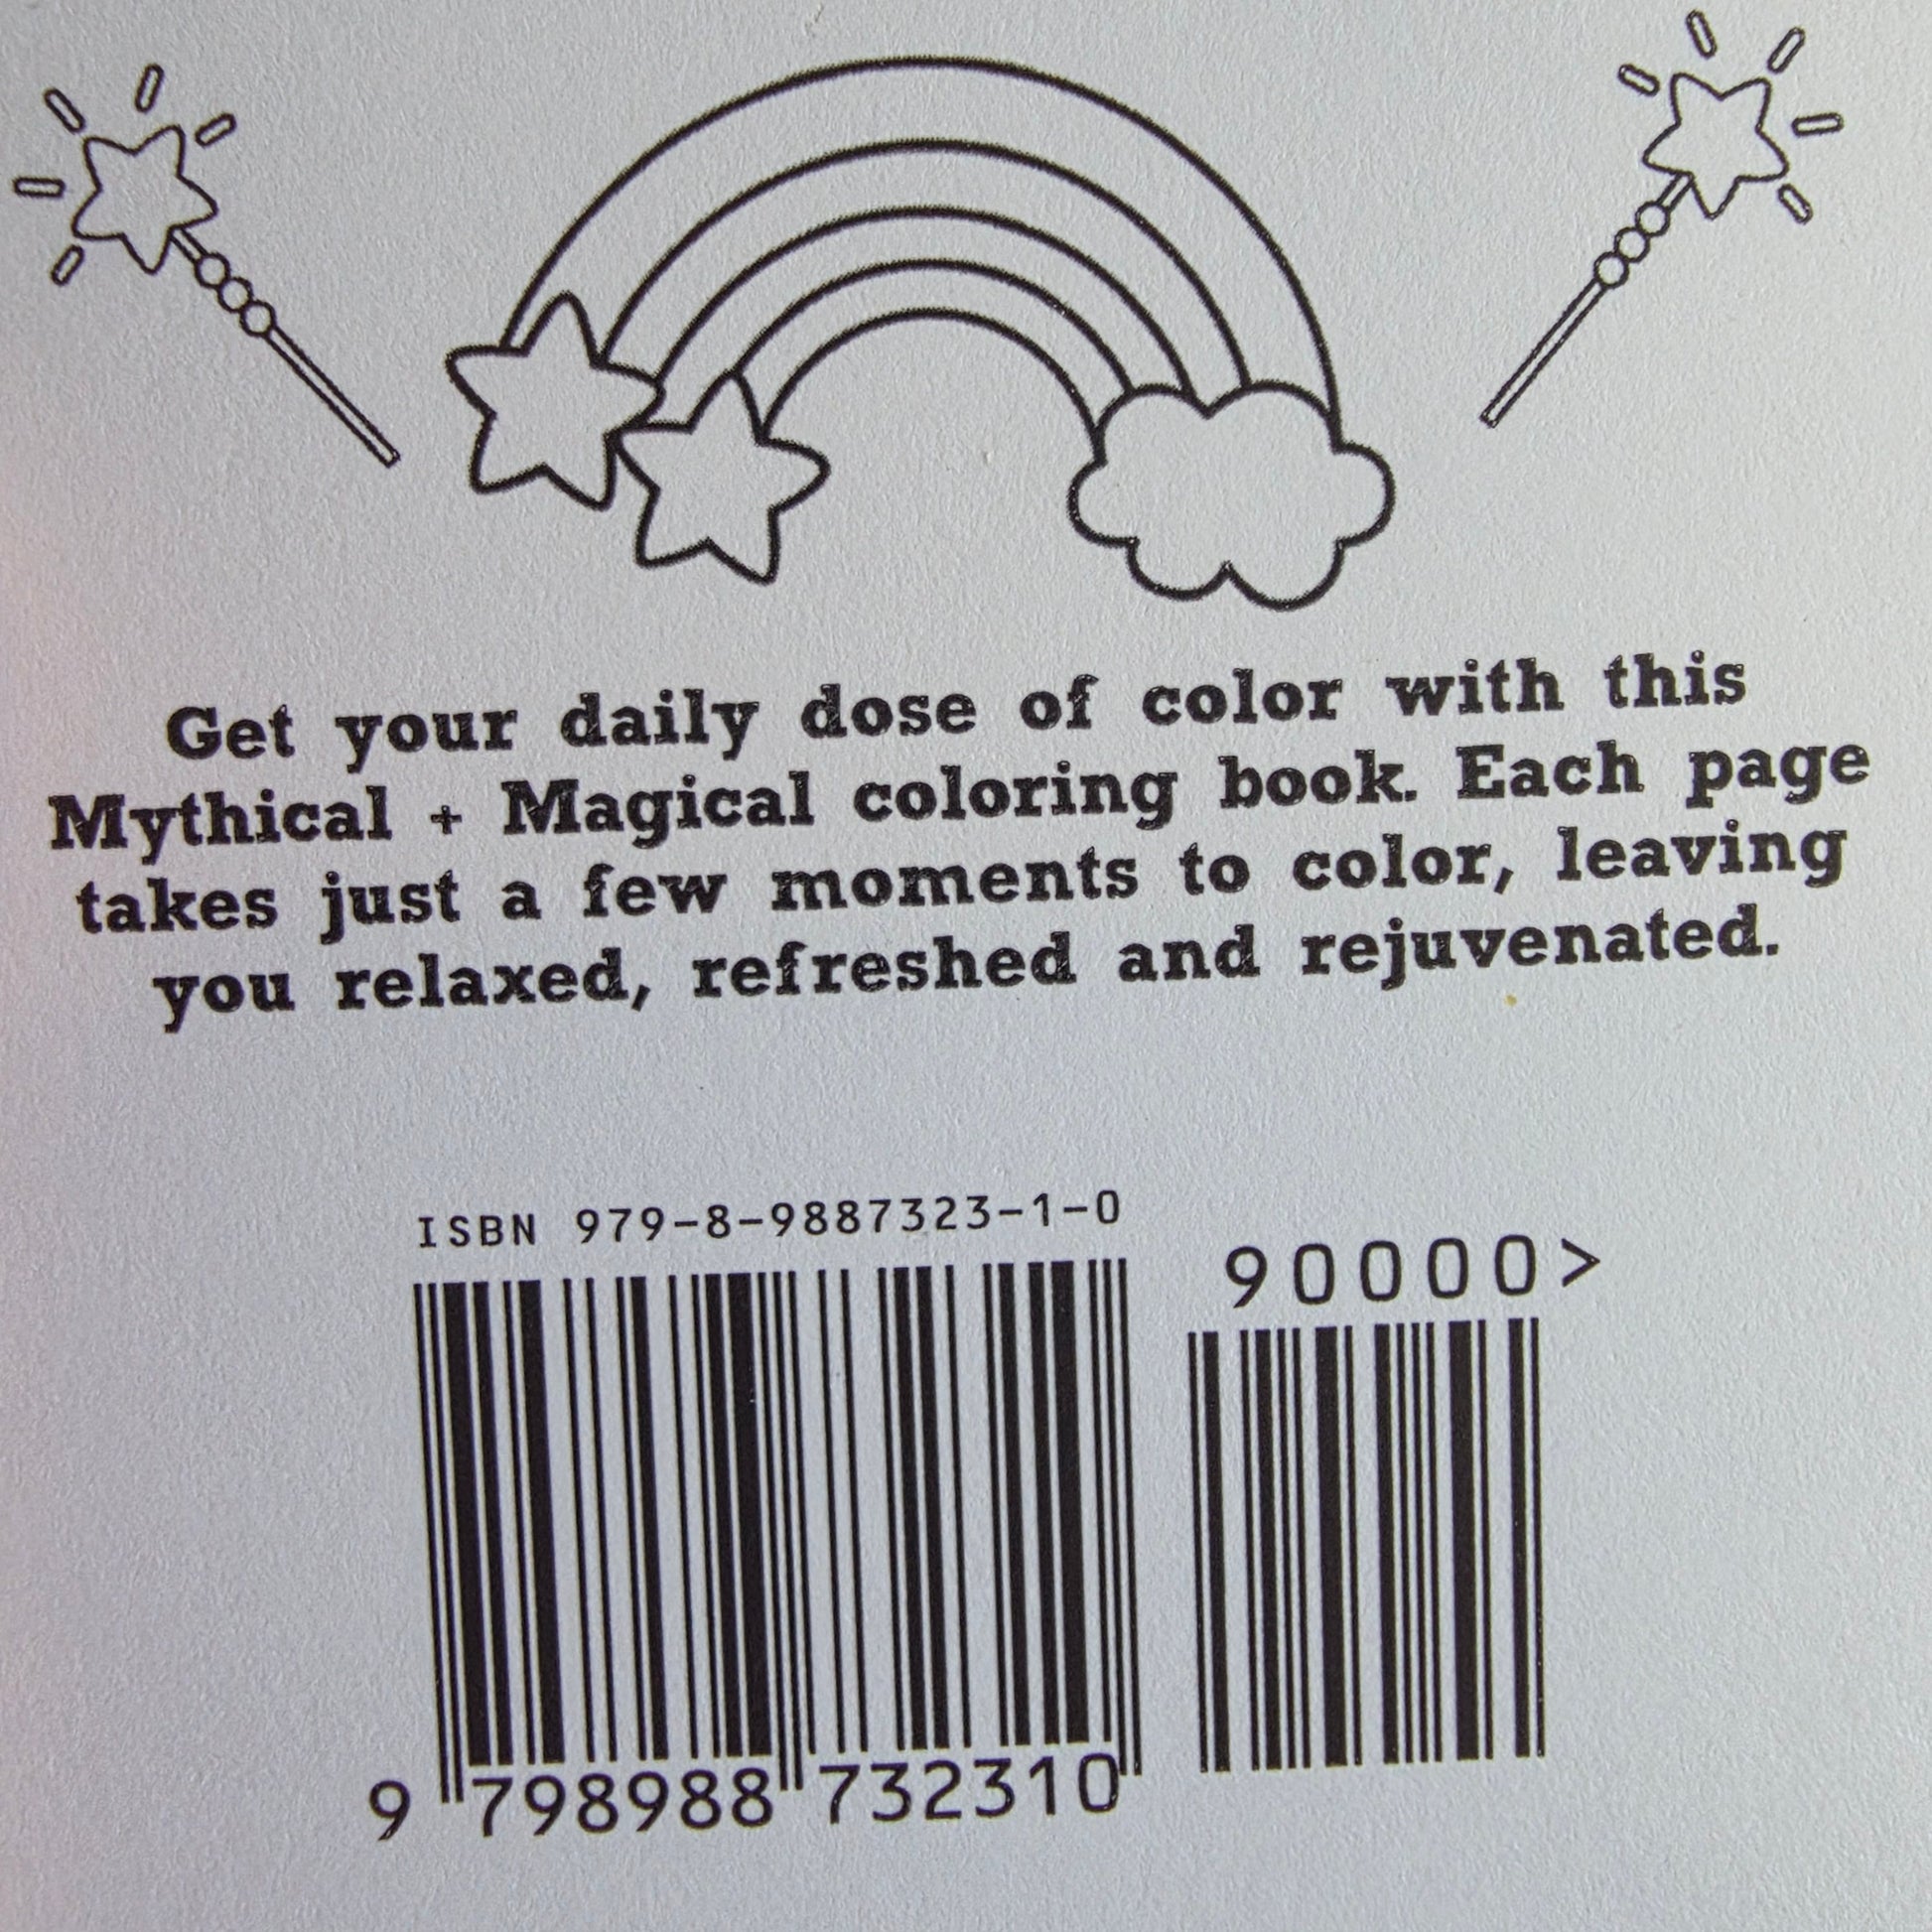 Get your daily dose of color with this
Mythical + Magical coloring book. Each page
takes just a few moments to color, leaving
you relaxed, refreshed and rejuvenated.
ISBN 979-8-9887323-1-0
90000>
9 798988 732310